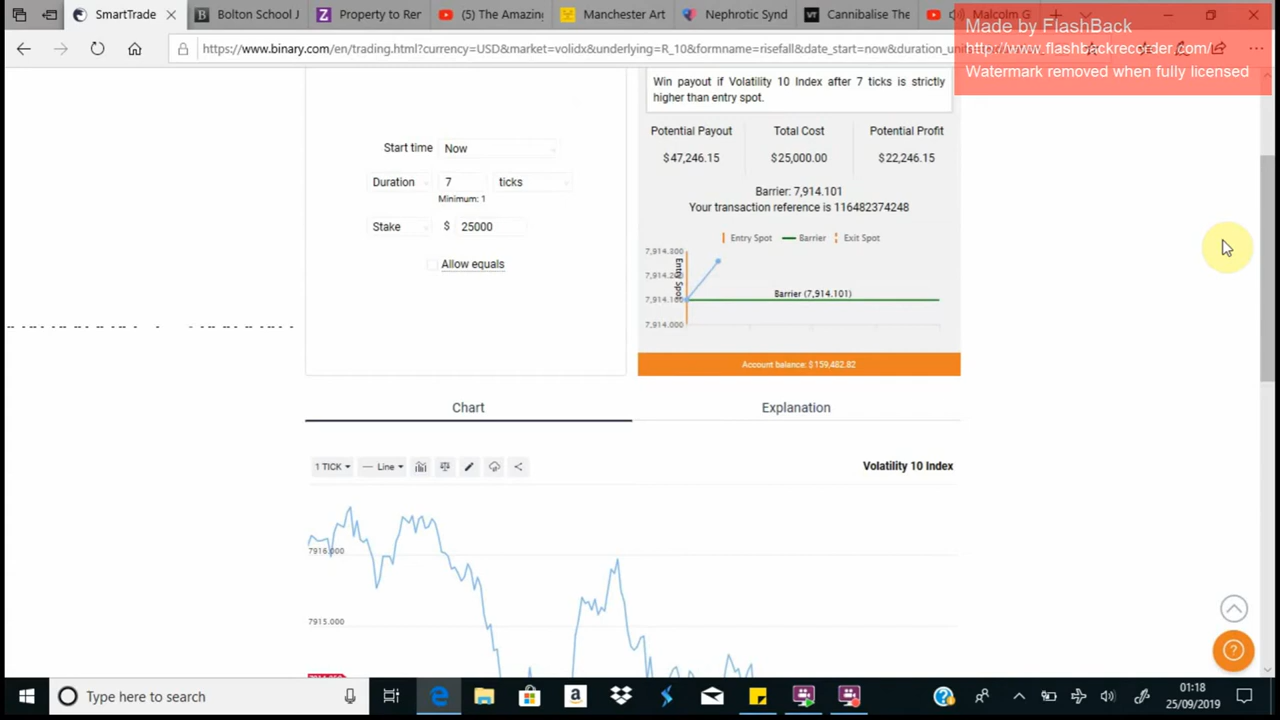 SmartTrade
Bolton School H
Property to Ren
(5) The Amazing
Manchester Art
Nephrotic Synd
Cannibalise The
Malcolm G
Made by FlashBack
http://www.flashbackrecorder.com/
Watermark removed when fully licensed
https://www.binary.com/en/trading.html?currency=USD&market=volidx&underlying=R_10&formname=risefall&date_start=now&duration_uni
Win payout if Volatility 10 Index after 7 ticks is strictly
higher than entry spot.
Potential Payout Total Cost Potential Profit
$47,246.15 $25,000.00 $22,246.15
Barrier: 7,914.101
Your transaction reference is 116482374248
Entry Spot Barrier Exit Spot
7,914.300
7,914.200
7,914.100
7,914.000
Entry Spot
Barrier (7,914.101)
Account balance: $159,482.82
Start time Now
Duration 7 ticks
Minimum: 1
Stake $ 25000
Allow equals
Chart Explanation
1 TICK Line
Volatility 10 Index
7916.000
7915.000
Type here to search
01:18
25/09/2019